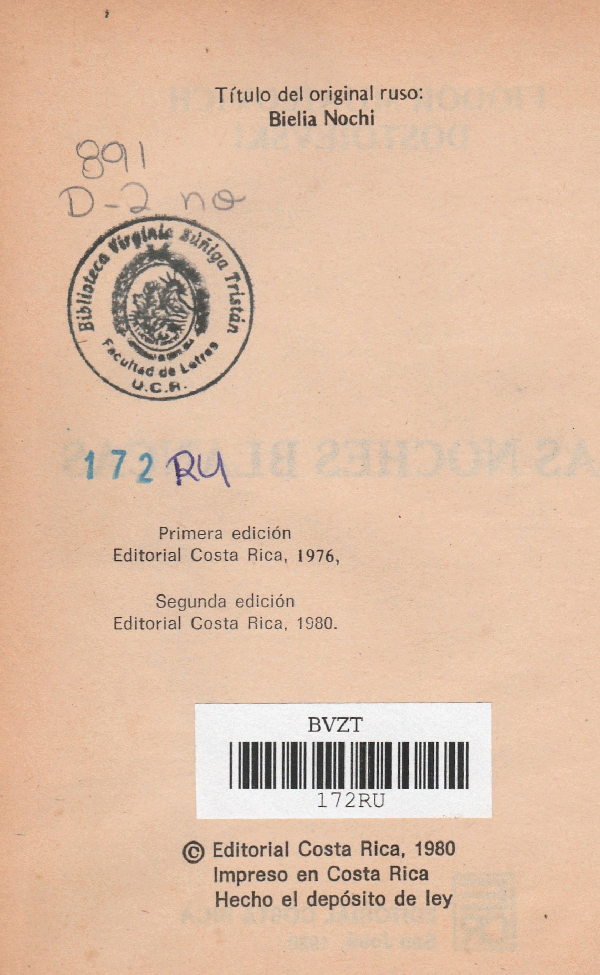 Título del original ruso:
Bielia Nochi
891
D-2 no
Biblioteca Virginia Zúñiga Tristán
Facultad de Letras
U.C.R.
172 RU
Primera edición
Editorial Costa Rica, 1976,
Segunda edición
Editorial Costa Rica, 1980.
BVZT
172RU
© Editorial Costa Rica, 1980
Impreso en Costa Rica
Hecho el depósito de ley